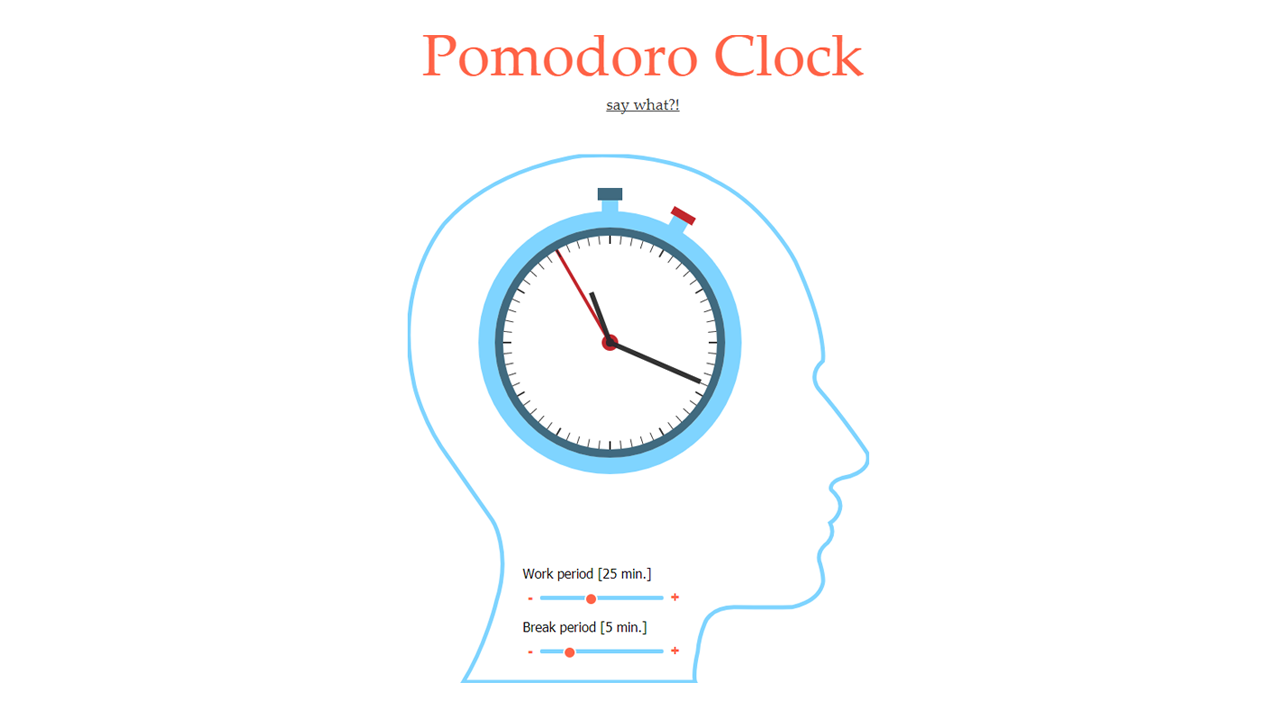 Pomodoro Clock
say what?!
Work period [25 min.]
- +
Break period [5 min.]
- +